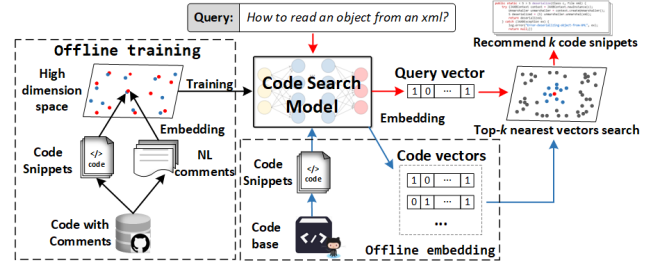 Query: How to read an object from an xml?
Recommend k code snippets
Offline training
High
dimension
space
Training
Code Search
Model
Query vector
1 0 ··· 1
Embedding
Top-k nearest vectors search
Embedding
Code
Snippets
</>
code
NL
comments
Code with
Comments
Code
Snippets
</>
code
Code
base
</>
Code vectors
1 0 ··· 1
0 1 ··· 1
···
Offline embedding